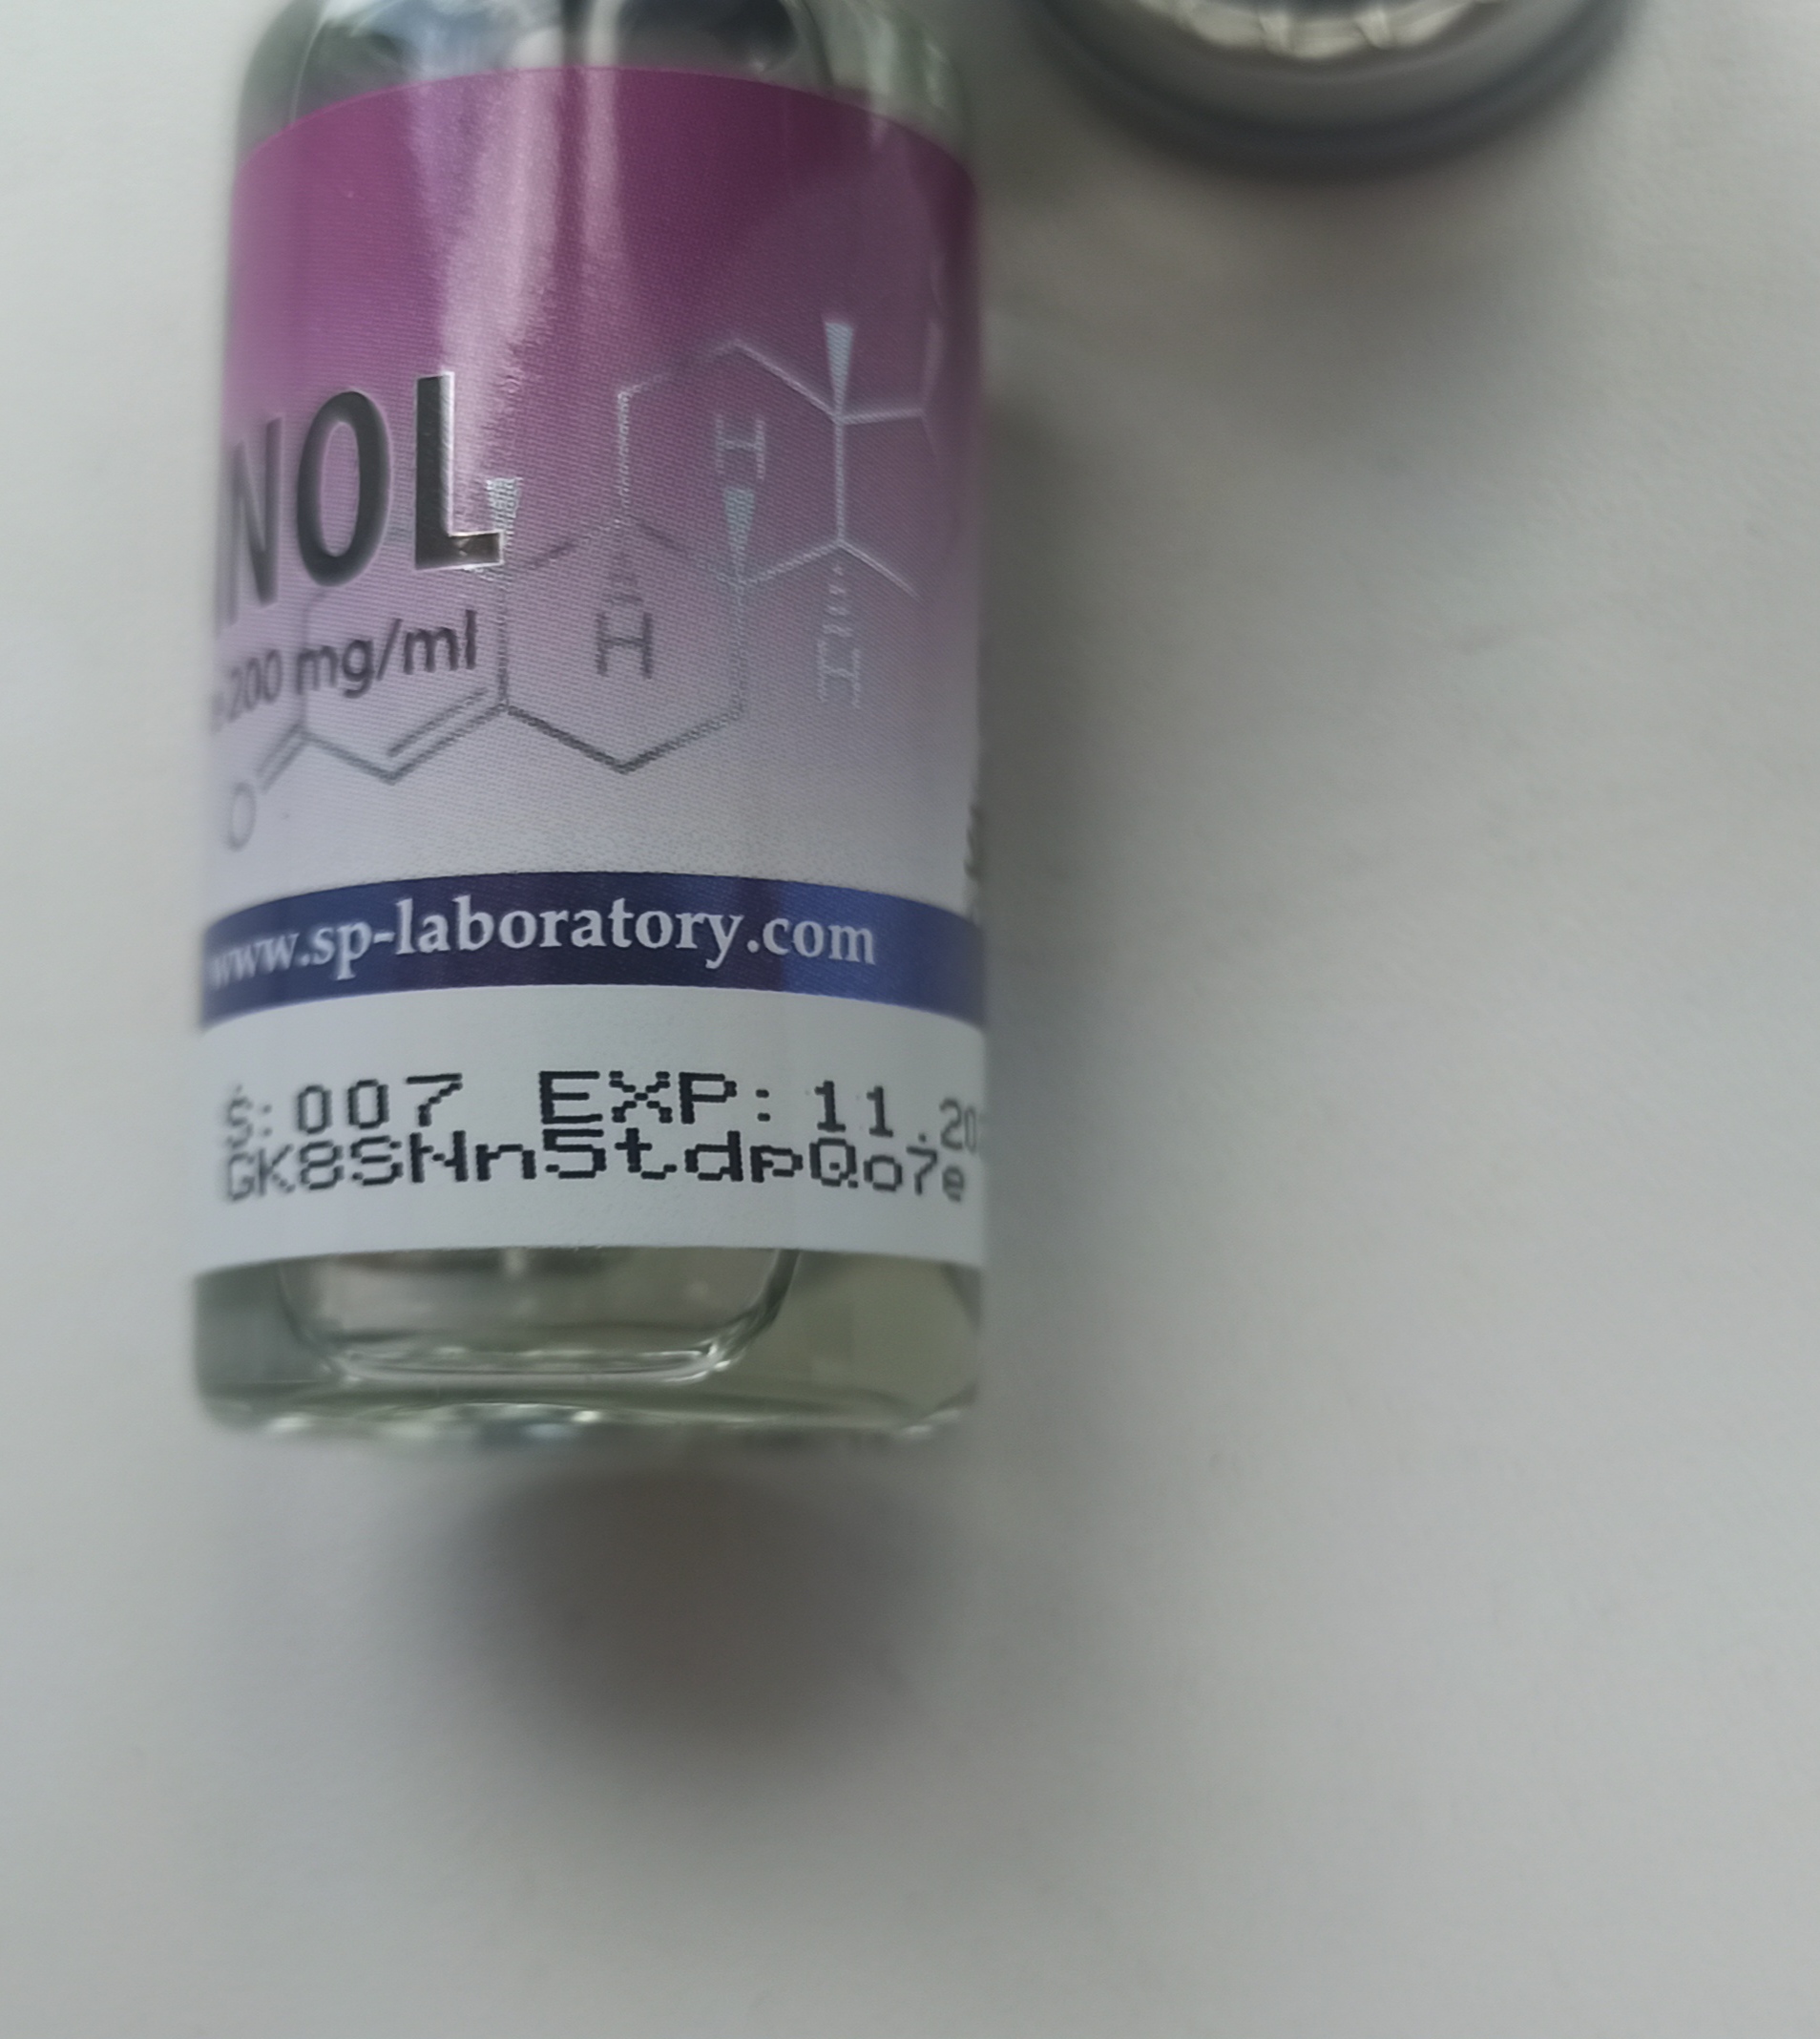 NOL
200 mg/ml
H
H
H
O
www.sp-laboratory.com
S:007 EXP: 11.20
GK8SNn5tdpQo7e